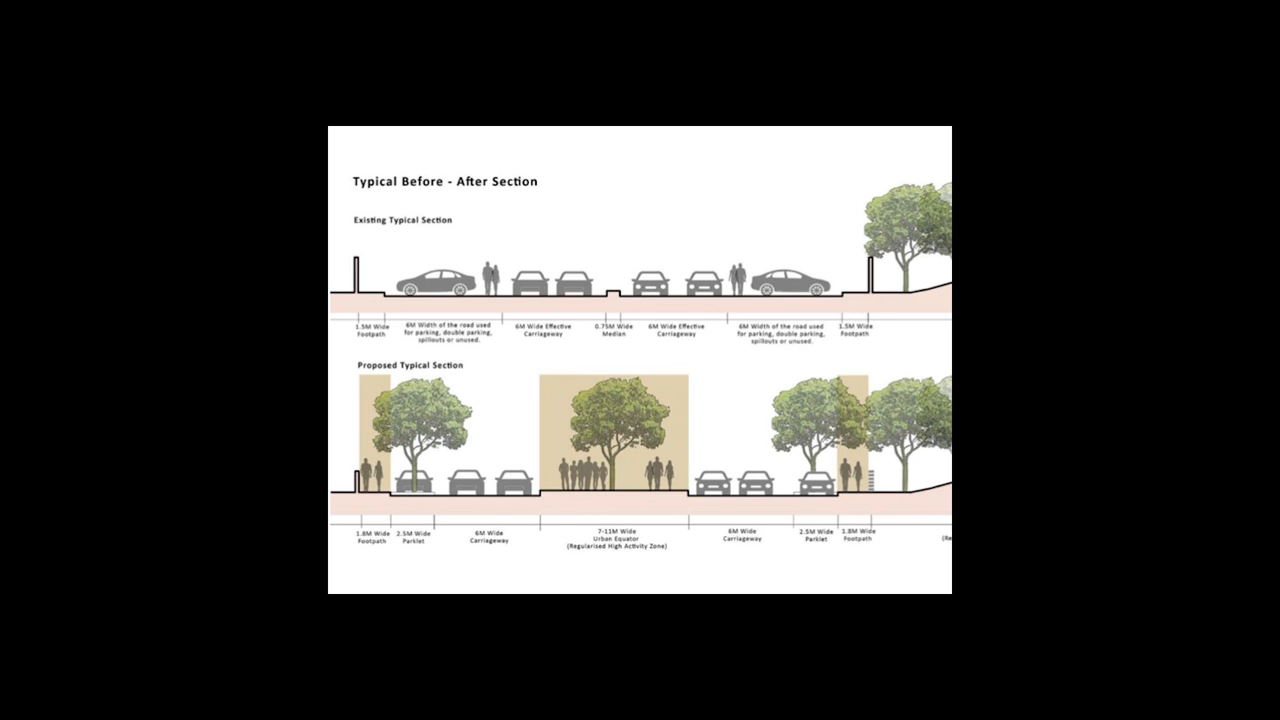 Typical Before - After Section
Existing Typical Section
1.5M Wide
Footpath
6M Width of the road used
for parking, double parking,
spillouts or unused.
6M Wide Effective
Carriageway
0.75M Wide
Median
6M Wide Effective
Carriageway
6M Width of the road used
for parking, double parking,
spillouts or unused.
1.5M Wide
Footpath
Proposed Typical Section
1.8M Wide
Footpath
2.5M Wide
Parklet
6M Wide
Carriageway
7-13M Wide
Urban Equator
(Regularised High Activity Zone)
6M Wide
Carriageway
2.5M Wide
Parklet
1.8M Wide
Footpath
(Re